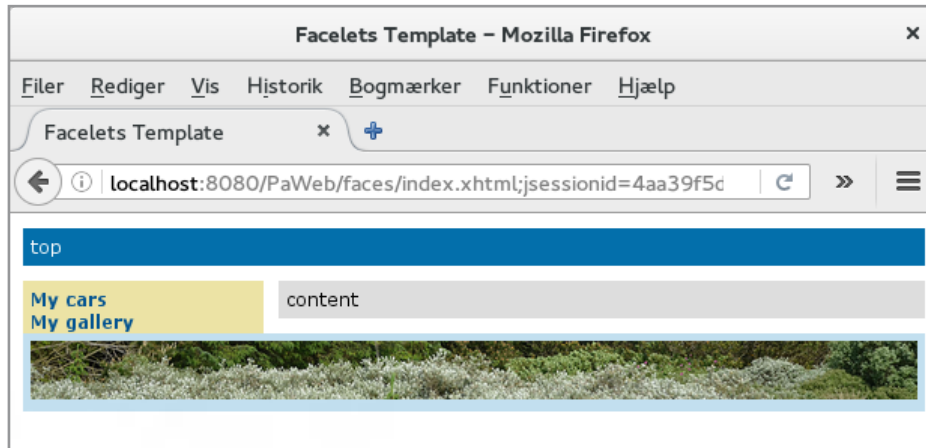 Facelets Template – Mozilla Firefox ×
Filer Rediger Vis Historik Bogmærker Funktioner Hjælp
Facelets Template ×
localhost:8080/PaWeb/faces/index.xhtml;jsessionid=4aa39f5d
top
My cars
My gallery
content